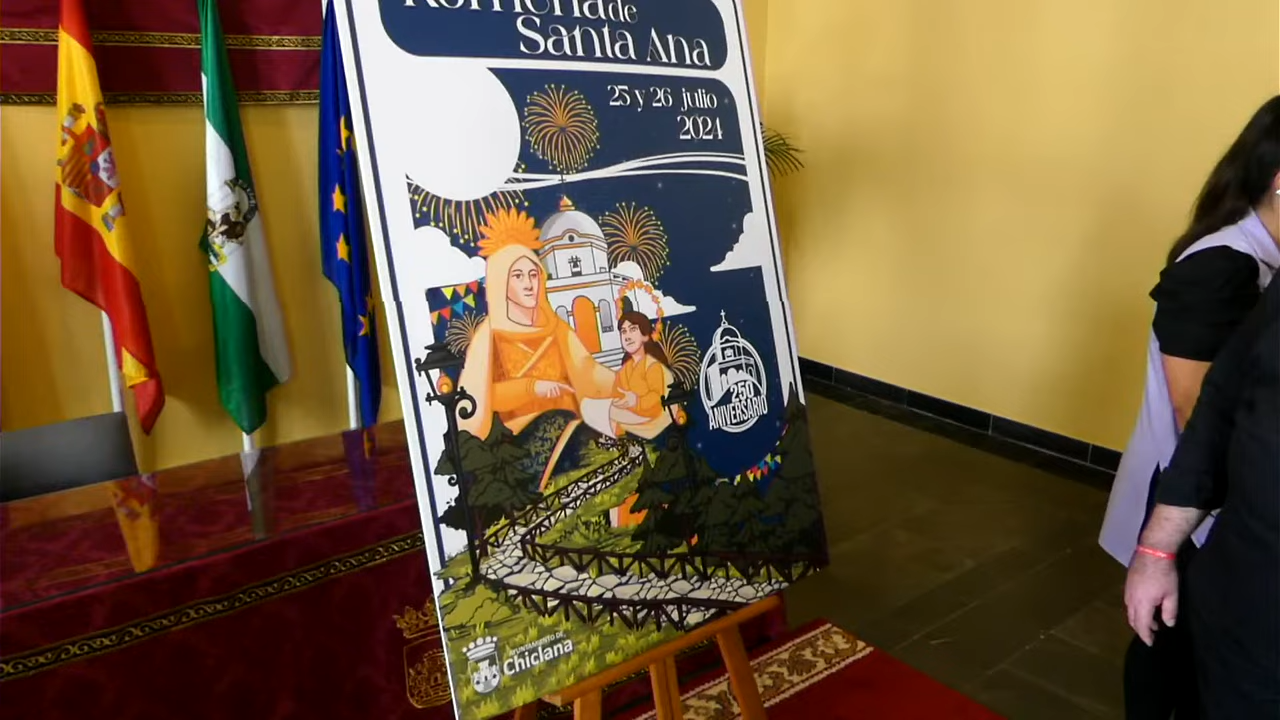 Romería de
Santa Ana
25 y 26 julio
2024
250
ANIVERSARIO
AYUNTAMIENTO DE
Chiclana